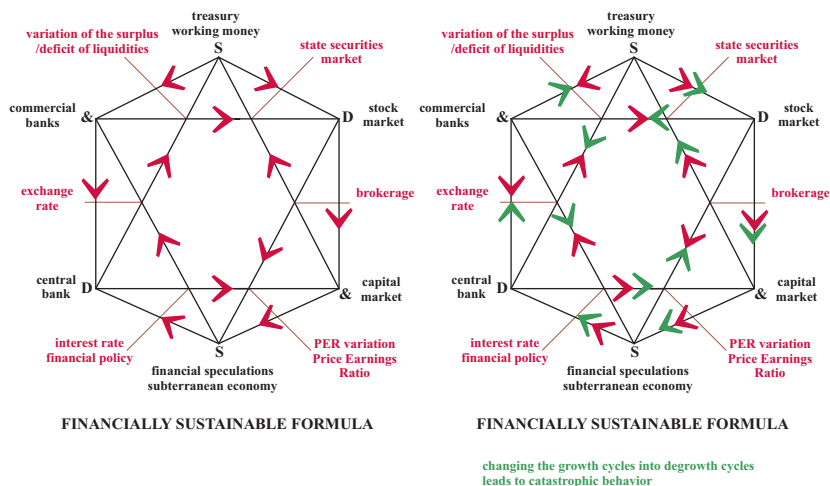 treasury
working money
variation of the surplus
/deficit of liquidities
S
state securities
market
commercial
banks
&
D
stock
market
exchange
rate
brokerage
central
bank
D
&
capital
market
interest rate
financial policy
S
PER variation
Price Earnings
Ratio
financial speculations
subterranean economy
FINANCIALLY SUSTAINABLE FORMULA
treasury
working money
variation of the surplus
/deficit of liquidities
S
state securities
market
commercial
banks
&
D
stock
market
exchange
rate
brokerage
central
bank
D
&
capital
market
interest rate
financial policy
S
PER variation
Price Earnings
Ratio
financial speculations
subterranean economy
FINANCIALLY SUSTAINABLE FORMULA
changing the growth cycles into degrowth cycles
leads to catastrophic behavior